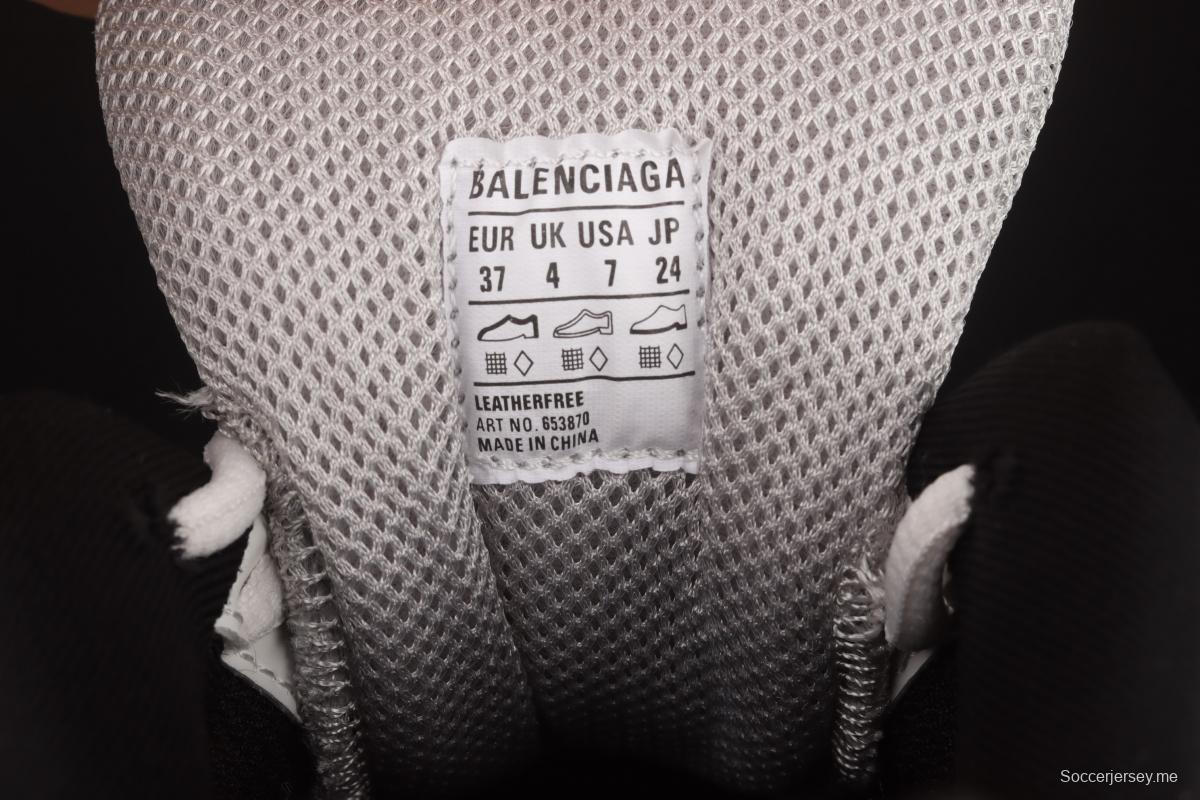 BALENCIAGA
EUR UK USA JP
37 4 7 24
LEATHERFREE
ART NO. 653870
MADE IN CHINA
Soccerjersey.me